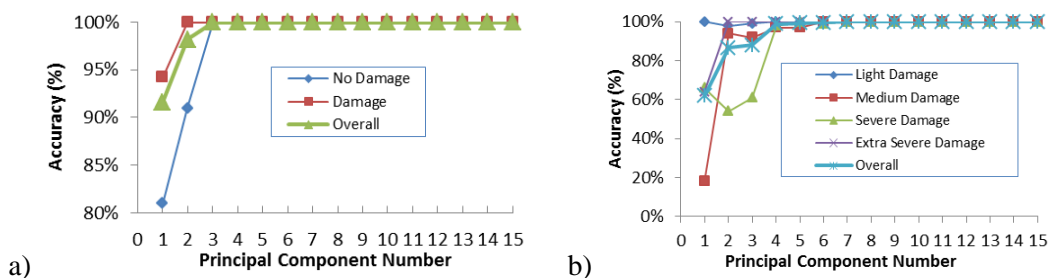 100%
95%
90%
85%
80%
Accuracy (%)
No Damage
Damage
Overall
0 1 2 3 4 5 6 7 8 9 10 11 12 13 14 15
Principal Component Number
a)
100%
80%
60%
40%
20%
0%
Accuracy (%)
Light Damage
Medium Damage
Severe Damage
Extra Severe Damage
Overall
0 1 2 3 4 5 6 7 8 9 10 11 12 13 14 15
Principal Component Number
b)